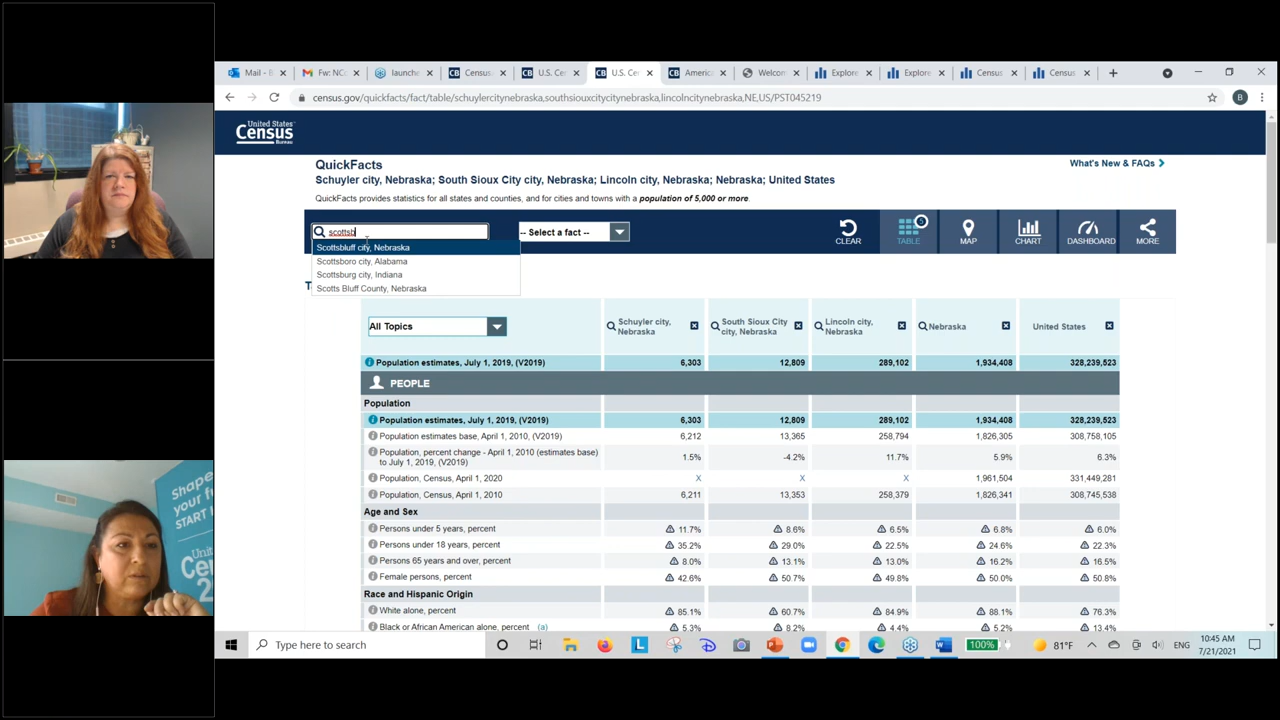 Mail - B
Fw: NC
launche
Census
U.S. Ce
U.S. Ce
America
Welcom
Explore
Explore
Census
Census
census.gov/quickfacts/fact/table/schuylercitynebraska,southsiouxcitycitynebraska,lincolncitynebraska,NE,US/PST045219
B
United States
Census
Bureau
QuickFacts
What's New & FAQs
Schuyler city, Nebraska; South Sioux City city, Nebraska; Lincoln city, Nebraska; Nebraska; United States
QuickFacts provides statistics for all states and counties, and for cities and towns with a population of 5,000 or more.
scottsb
-- Select a fact --
CLEAR
TABLE
MAP
CHART
DASHBOARD
MORE
5
Scottsbluff city, Nebraska
Scottsboro city, Alabama
Scottsburg city, Indiana
Scotts Bluff County, Nebraska
T
All Topics
Schuyler city, Nebraska
South Sioux City city, Nebraska
Lincoln city, Nebraska
Nebraska
United States
Population estimates, July 1, 2019, (V2019) 6,303 12,809 289,102 1,934,408 328,239,523
PEOPLE
Population
Population estimates, July 1, 2019, (V2019) 6,303 12,809 289,102 1,934,408 328,239,523
Population estimates base, April 1, 2010, (V2019) 6,212 13,365 258,794 1,826,305 308,758,105
Population, percent change - April 1, 2010 (estimates base) to July 1, 2019, (V2019) 1.5% -4.2% 11.7% 5.9% 6.3%
Population, Census, April 1, 2020 X X X 1,961,504 331,449,281
Population, Census, April 1, 2010 6,211 13,353 258,379 1,826,341 308,745,538
Age and Sex
Persons under 5 years, percent 11.7% 8.6% 6.5% 6.8% 6.0%
Persons under 18 years, percent 35.2% 29.0% 22.5% 24.6% 22.3%
Persons 65 years and over, percent 8.0% 13.1% 13.0% 16.2% 16.5%
Female persons, percent 42.6% 50.7% 49.8% 50.0% 50.8%
Race and Hispanic Origin
White alone, percent 85.1% 60.7% 84.9% 88.1% 76.3%
Black or African American alone, percent (a) 5.3% 8.2% 4.4% 5.2% 13.4%
Type here to search
100%
81°F
ENG
10:45 AM
7/21/2021
Shape
your fu
START
Unit
Ce
2